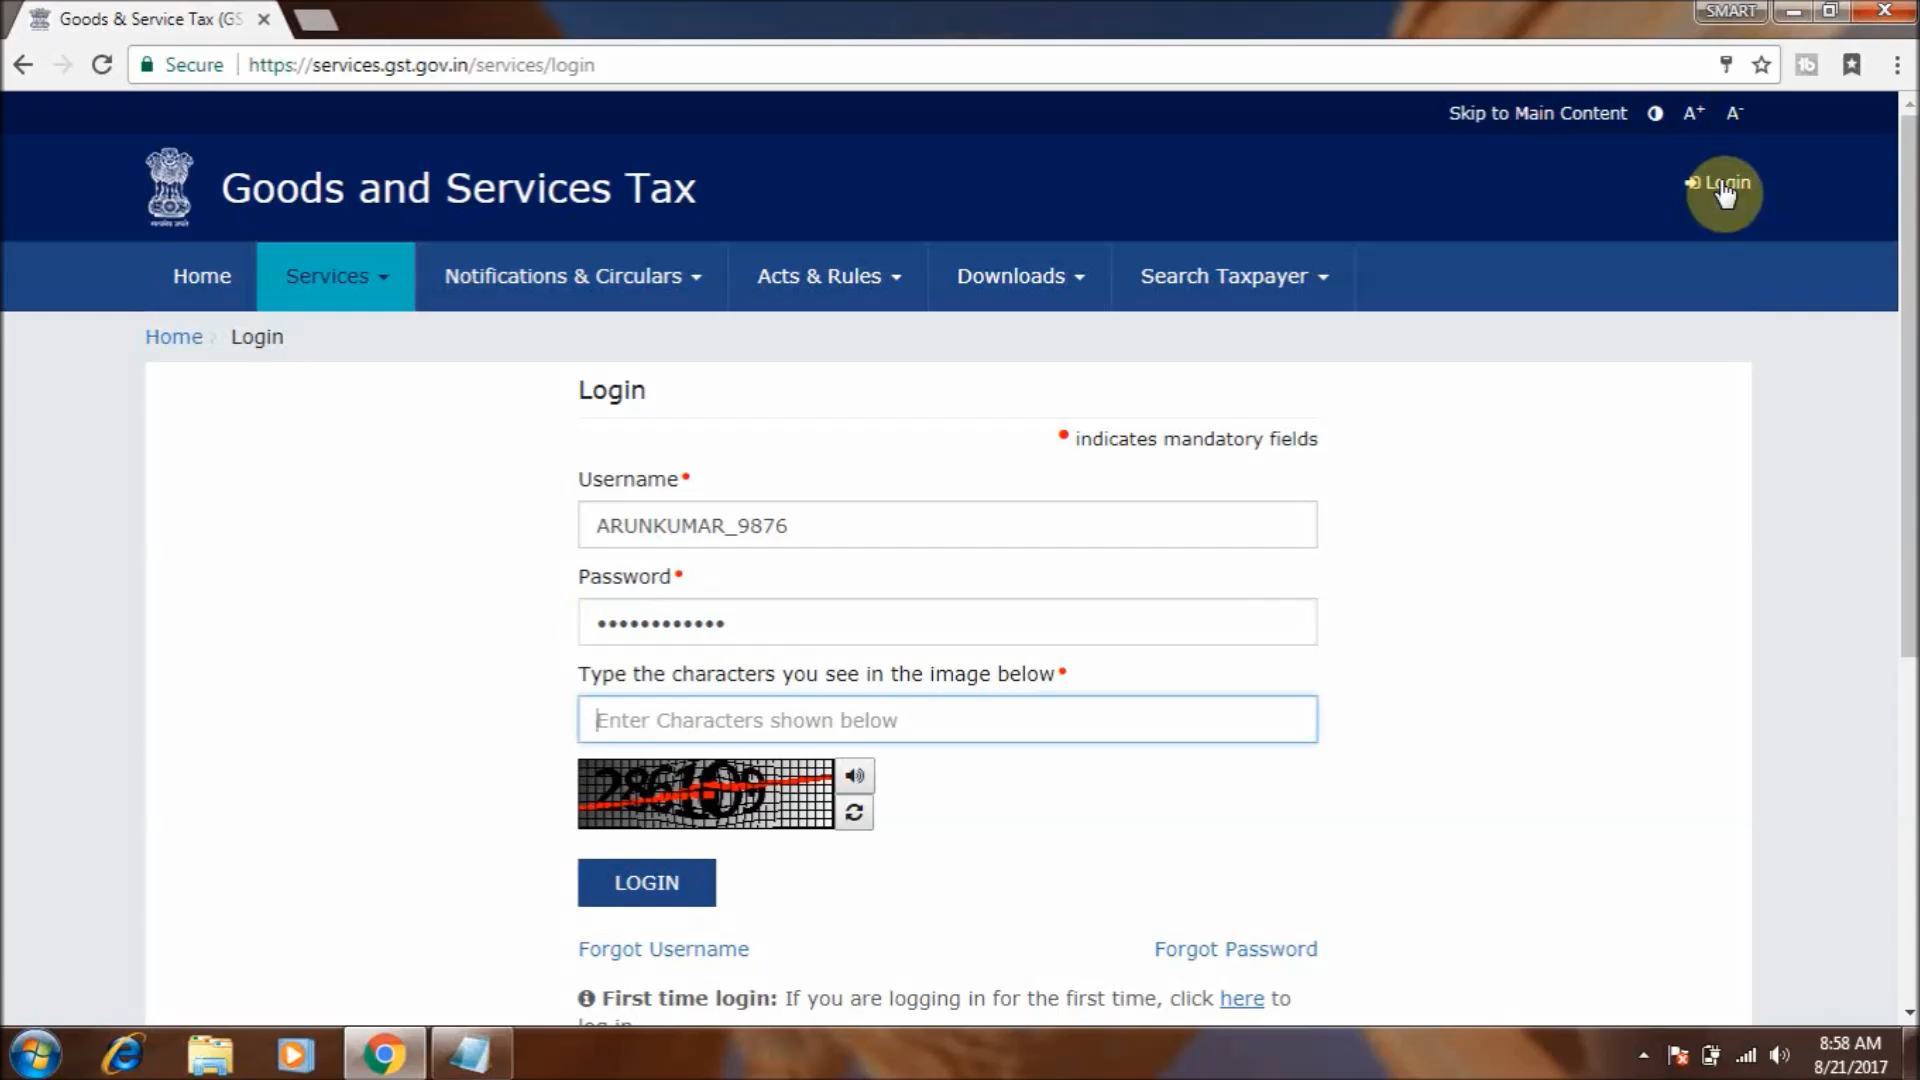 Goods & Service Tax (GS
SMART
Secure https://services.gst.gov.in/services/login
Skip to Main Content A+ A-
Goods and Services Tax
Login
Home Services Notifications & Circulars Acts & Rules Downloads Search Taxpayer
Home Login
Login
• indicates mandatory fields
Username•
ARUNKUMAR_9876
Password•
••••••••••••
Type the characters you see in the image below•
Enter Characters shown below
286109
LOGIN
Forgot Username Forgot Password
First time login: If you are logging in for the first time, click here to
log in
8:58 AM
8/21/2017